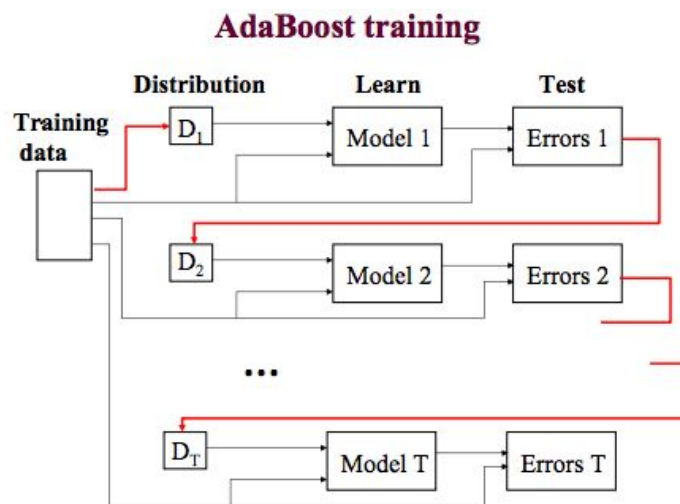 AdaBoost training
Distribution Learn Test
Training
data
D₁ Model 1 Errors 1
D₂ Model 2 Errors 2
...
D_T Model T Errors T